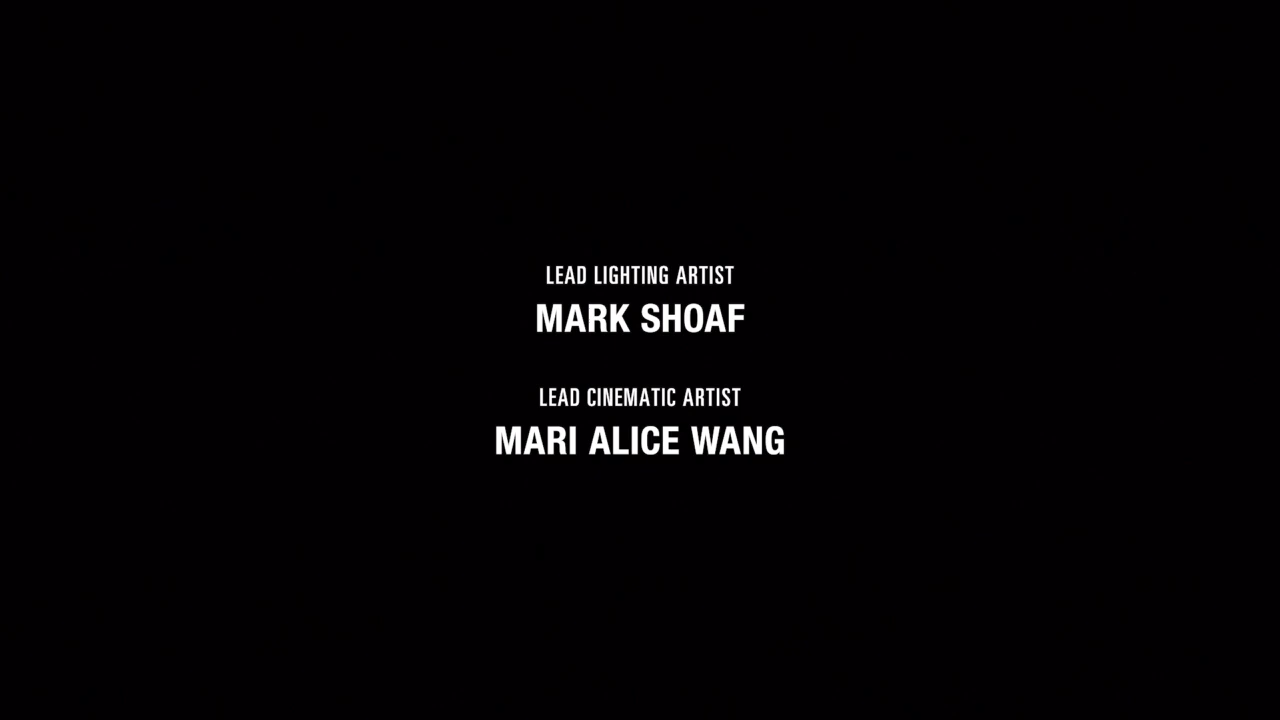 LEAD LIGHTING ARTIST
MARK SHOAF
LEAD CINEMATIC ARTIST
MARI ALICE WANG